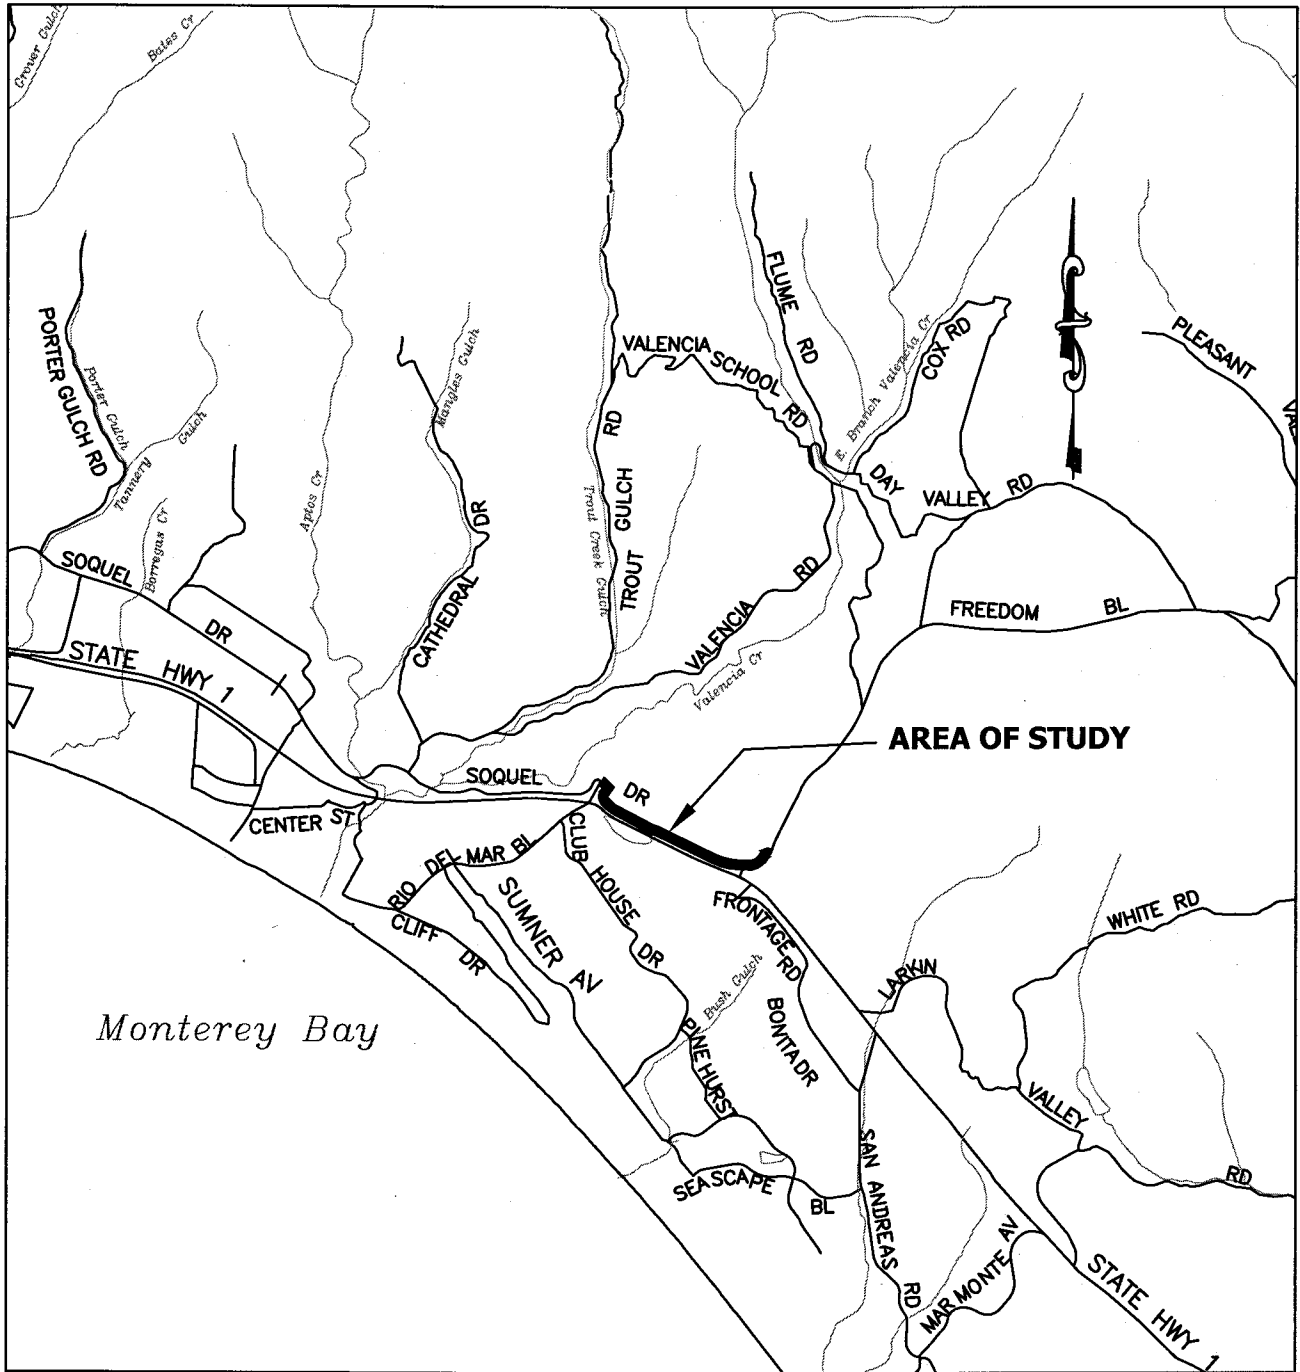 Grover Gulch
Bates Cr
PORTER GULCH RD
Porter Gulch
Tannery Gulch
Borregas Cr
Aptos Cr
Mangles Gulch
CATHEDRAL DR
Trout Creek Gulch
TROUT GULCH RD
VALENCIA SCHOOL RD
FLUME RD
E. Branch Valencia Cr
COX RD
DAY VALLEY RD
PLEASANT
FREEDOM BL
VALENCIA RD
Valencia Cr
SOQUEL DR
STATE HWY 1
AREA OF STUDY
SOQUEL DR
CENTER ST
RIO DEL MAR BL
CLIFF DR
SUMNER AV
CLUB HOUSE DR
FRONTAGE RD
Bush Gulch
BONITA DR
PINEHURST
LARKIN VALLEY RD
WHITE RD
Monterey Bay
SEASCAPE BL
SAN ANDREAS RD
MAR MONTE AV
STATE HWY 1